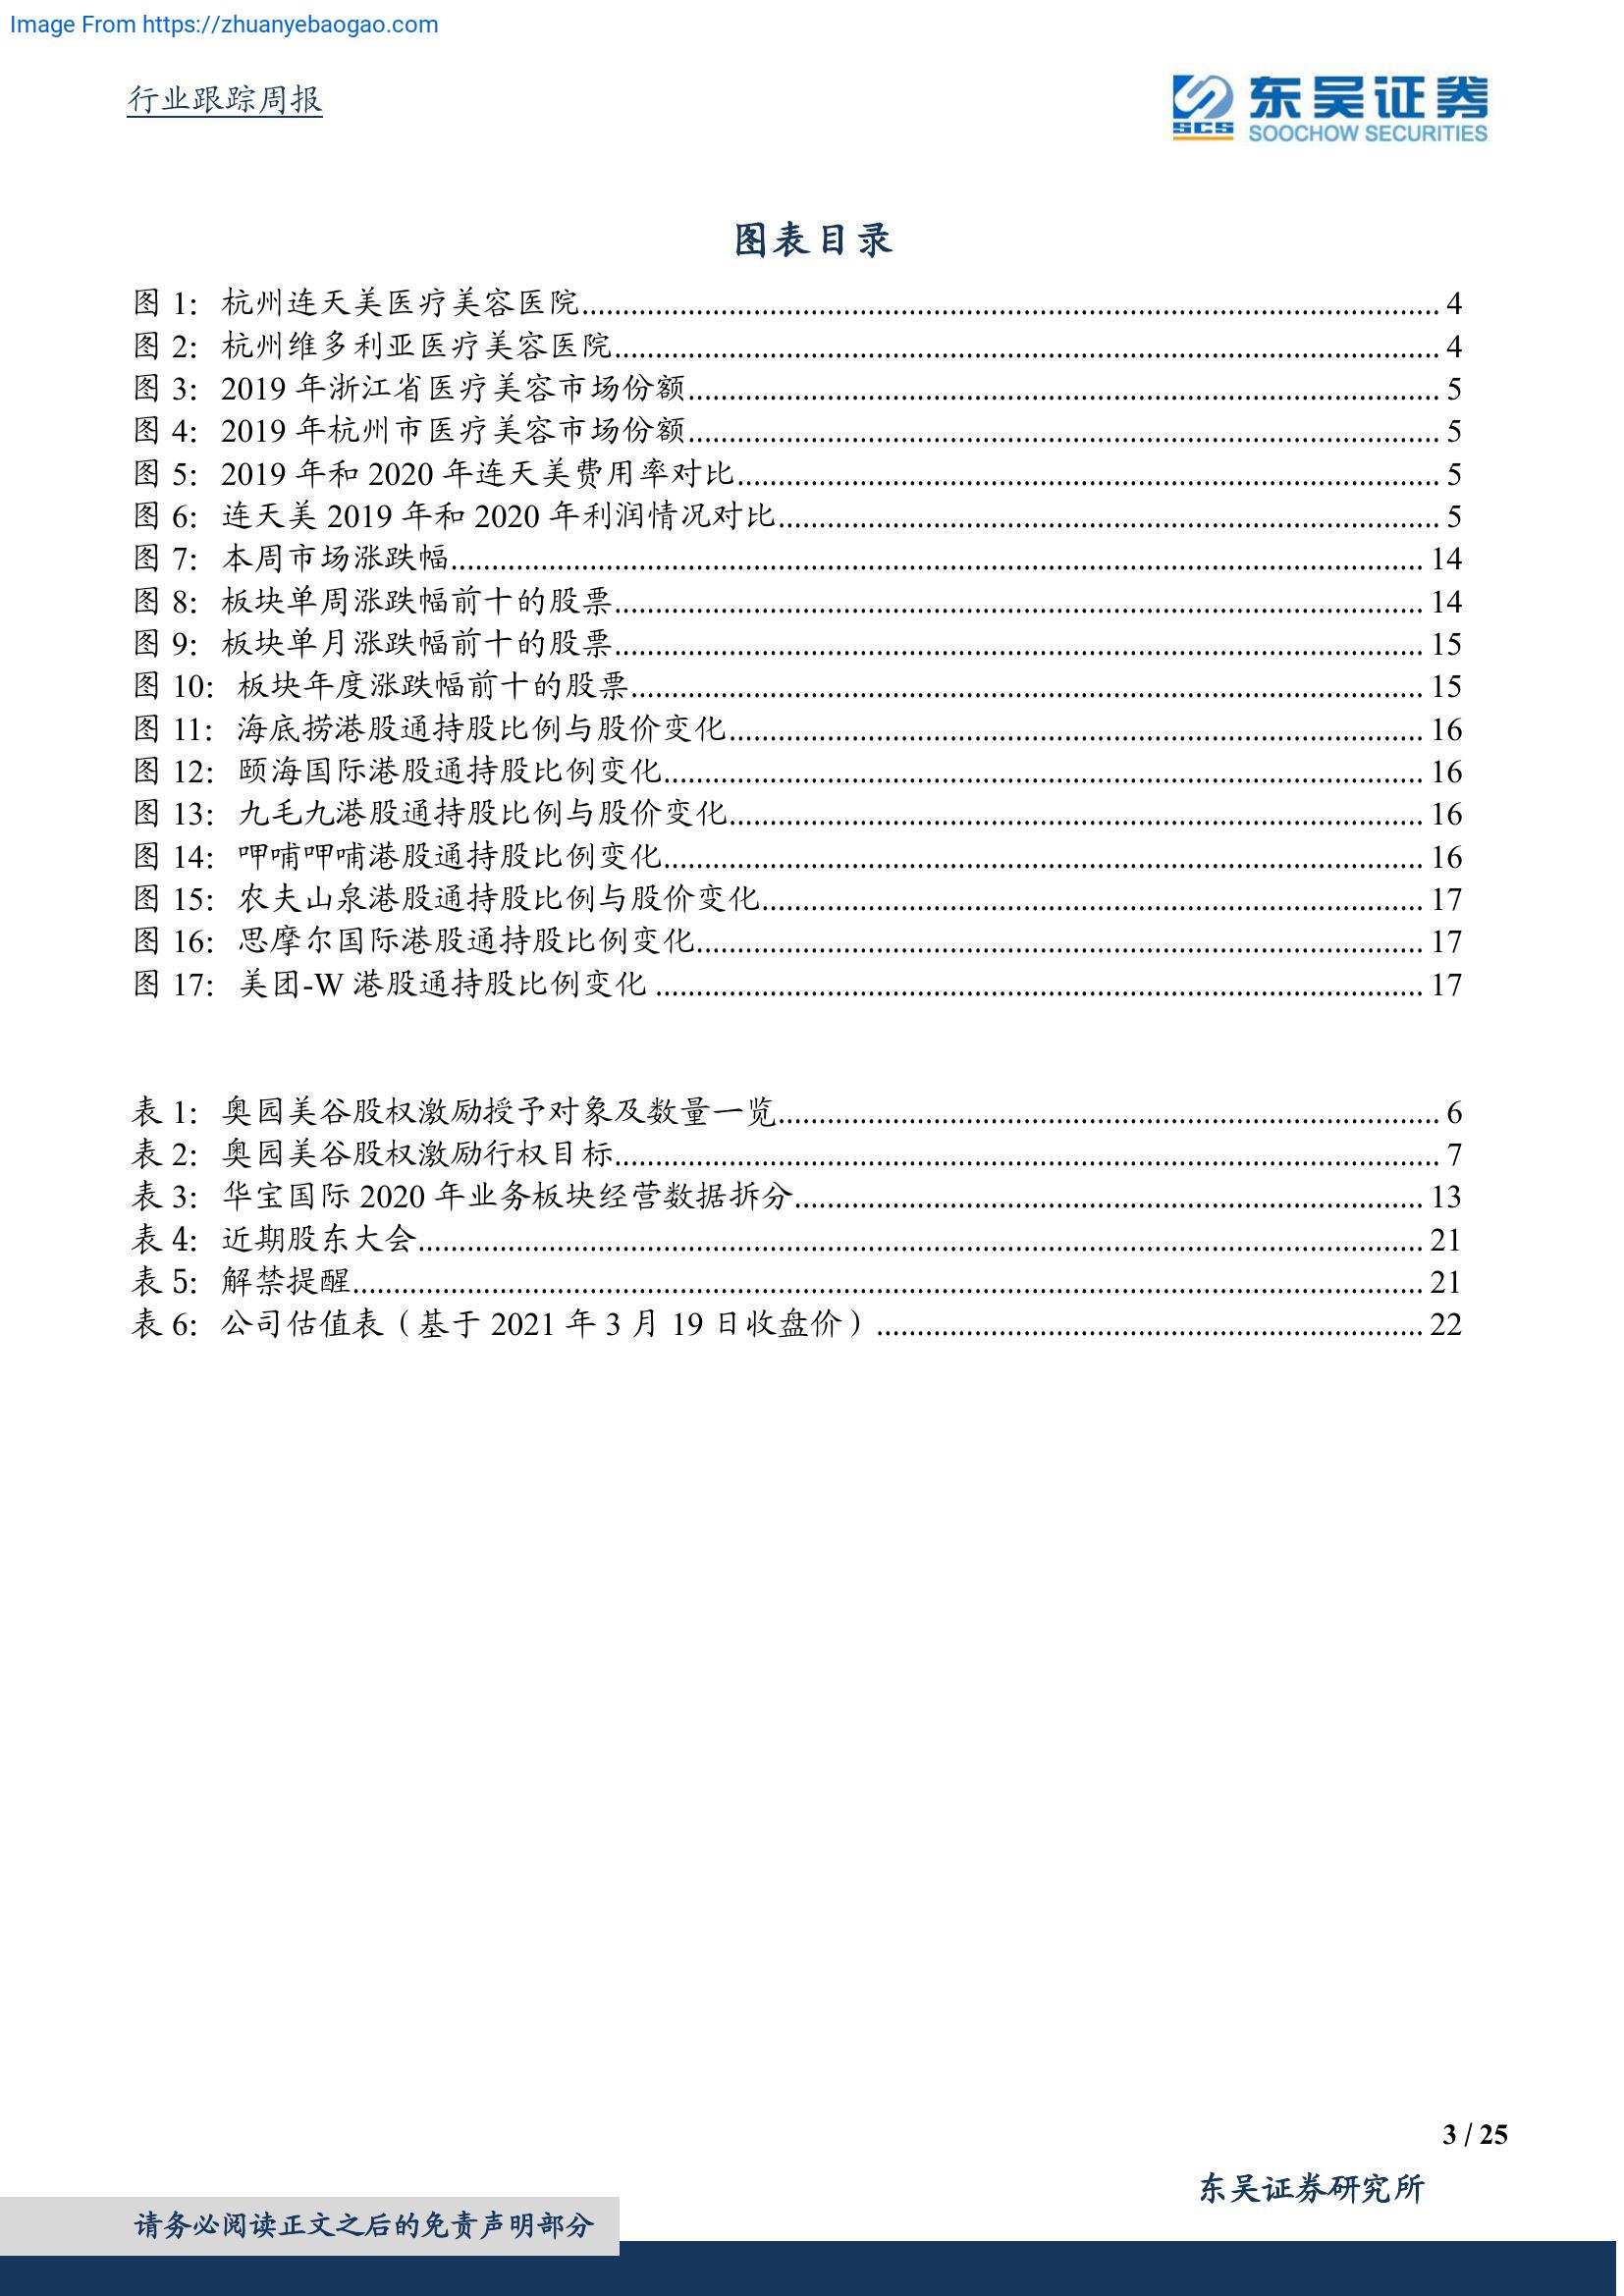 Image From https://zhuanyebaogao.com
行业跟踪周报
SCS 东吴证券
SOOCHOW SECURITIES
图表目录
图 1：杭州连天美医疗美容医院 4
图 2：杭州维多利亚医疗美容医院 4
图 3：2019 年浙江省医疗美容市场份额 5
图 4：2019 年杭州市医疗美容市场份额 5
图 5：2019 年和 2020 年连天美费用率对比 5
图 6：连天美 2019 年和 2020 年利润情况对比 5
图 7：本周市场涨跌幅 14
图 8：板块单周涨跌幅前十的股票 14
图 9：板块单月涨跌幅前十的股票 15
图 10：板块年度涨跌幅前十的股票 15
图 11：海底捞港股通持股比例与股价变化 16
图 12：颐海国际港股通持股比例变化 16
图 13：九毛九港股通持股比例与股价变化 16
图 14：呷哺呷哺港股通持股比例变化 16
图 15：农夫山泉港股通持股比例与股价变化 17
图 16：思摩尔国际港股通持股比例变化 17
图 17：美团-W 港股通持股比例变化 17
表 1：奥园美谷股权激励授予对象及数量一览 6
表 2：奥园美谷股权激励行权目标 7
表 3：华宝国际 2020 年业务板块经营数据拆分 13
表 4：近期股东大会 21
表 5：解禁提醒 21
表 6：公司估值表（基于 2021 年 3 月 19 日收盘价） 22
3 / 25
东吴证券研究所
请务必阅读正文之后的免责声明部分